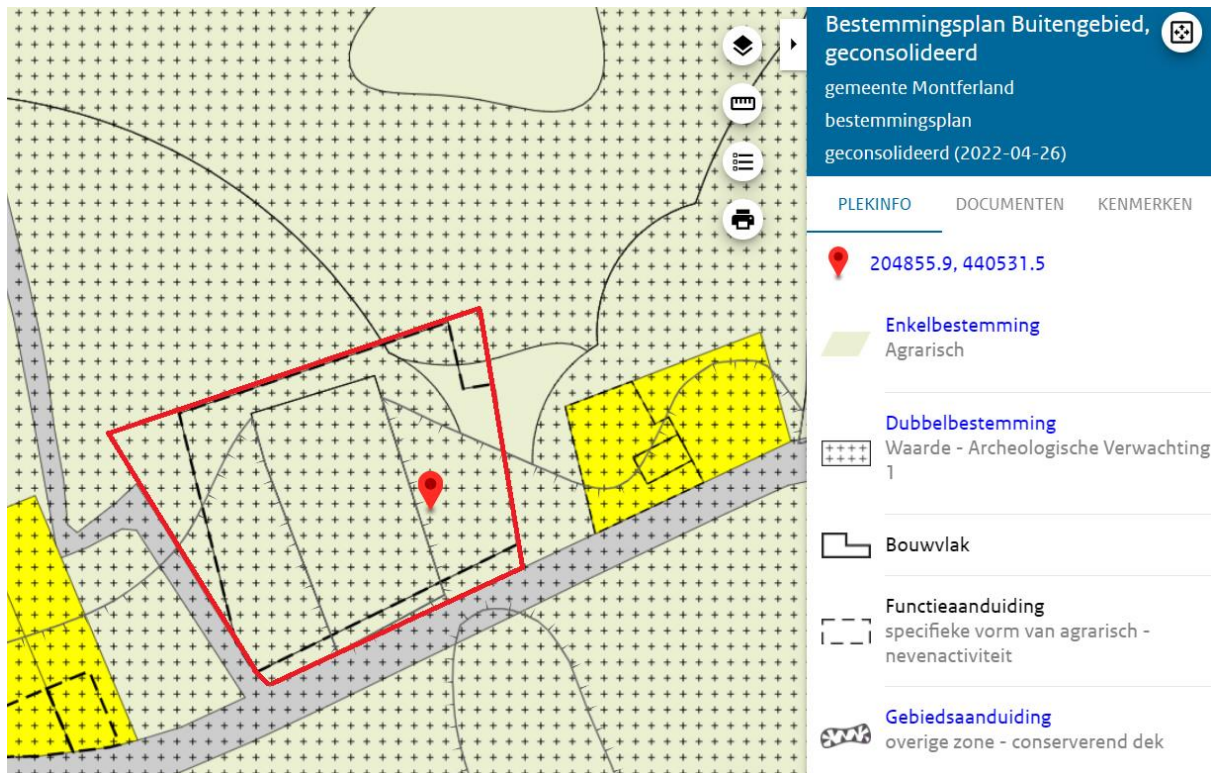 Bestemmingsplan Buitengebied,
geconsolideerd
gemeente Montferland
bestemmingsplan
geconsolideerd (2022-04-26)
PLEKINFO DOCUMENTEN KENMERKEN
204855.9, 440531.5
Enkelbestemming
Agrarisch
Dubbelbestemming
Waarde - Archeologische Verwachting
1
Bouwvlak
Functieaanduiding
specifieke vorm van agrarisch -
nevenactiviteit
Gebiedsaanduiding
overige zone - conserverend dek